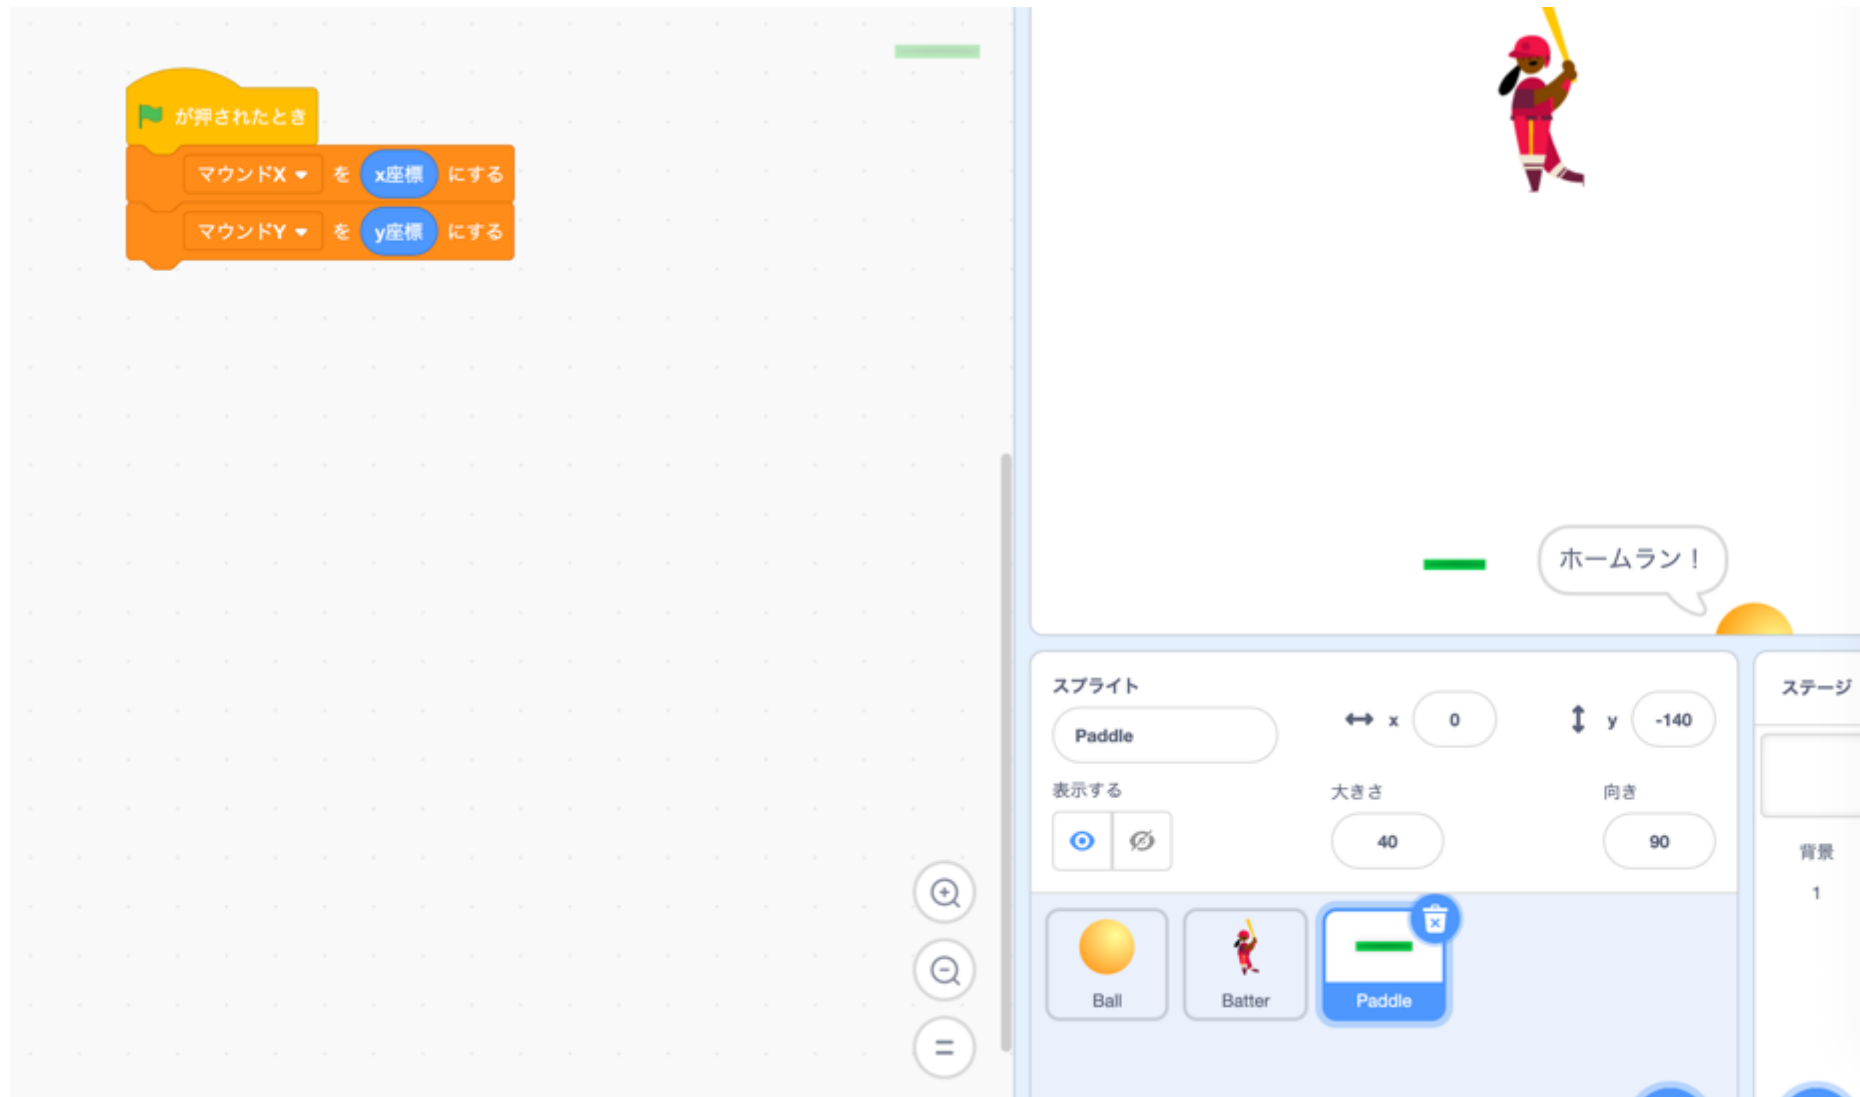 が押されたとき
マウンドX を x座標 にする
マウンドY を y座標 にする
ホームラン！
スプライト
Paddle
x 0
y -140
表示する
大きさ
40
向き
90
Ball
Batter
Paddle
ステージ
背景
1